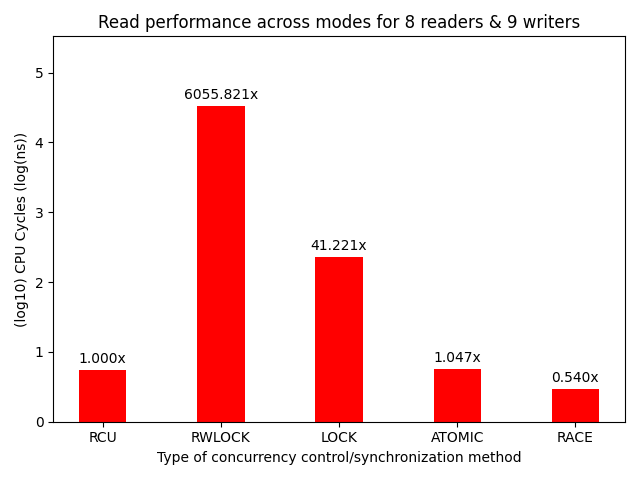 Read performance across modes for 8 readers & 9 writers
(log10) CPU Cycles (log(ns))
5
4
3
2
1
0
1.000x
6055.821x
41.221x
1.047x
0.540x
RCU
RWLOCK
LOCK
ATOMIC
RACE
Type of concurrency control/synchronization method